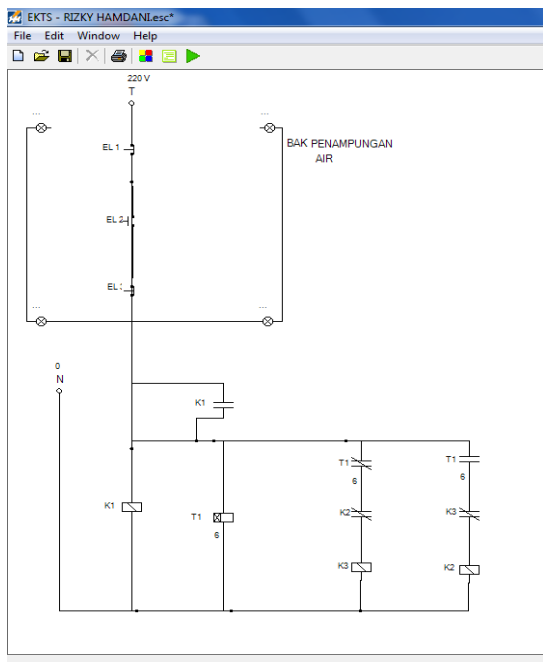 EKTS - RIZKY HAMDANI.esc*
File Edit Window Help
220 V
T
...
...
EL 1
BAK PENAMPUNGAN
AIR
EL 2
EL
...
...
0
N
K1
T1
6
T1
6
K1
T1
6
K2
K3
K3
K2